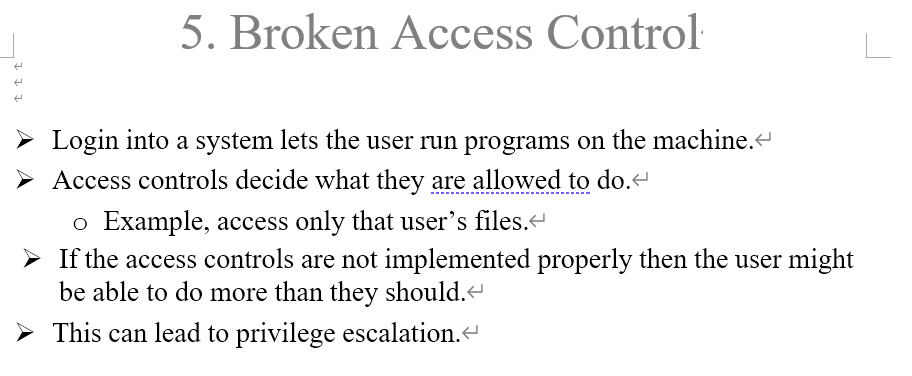 5. Broken Access Control
➢ Login into a system lets the user run programs on the machine.
➢ Access controls decide what they are allowed to do.
o Example, access only that user’s files.
➢ If the access controls are not implemented properly then the user might
be able to do more than they should.
➢ This can lead to privilege escalation.